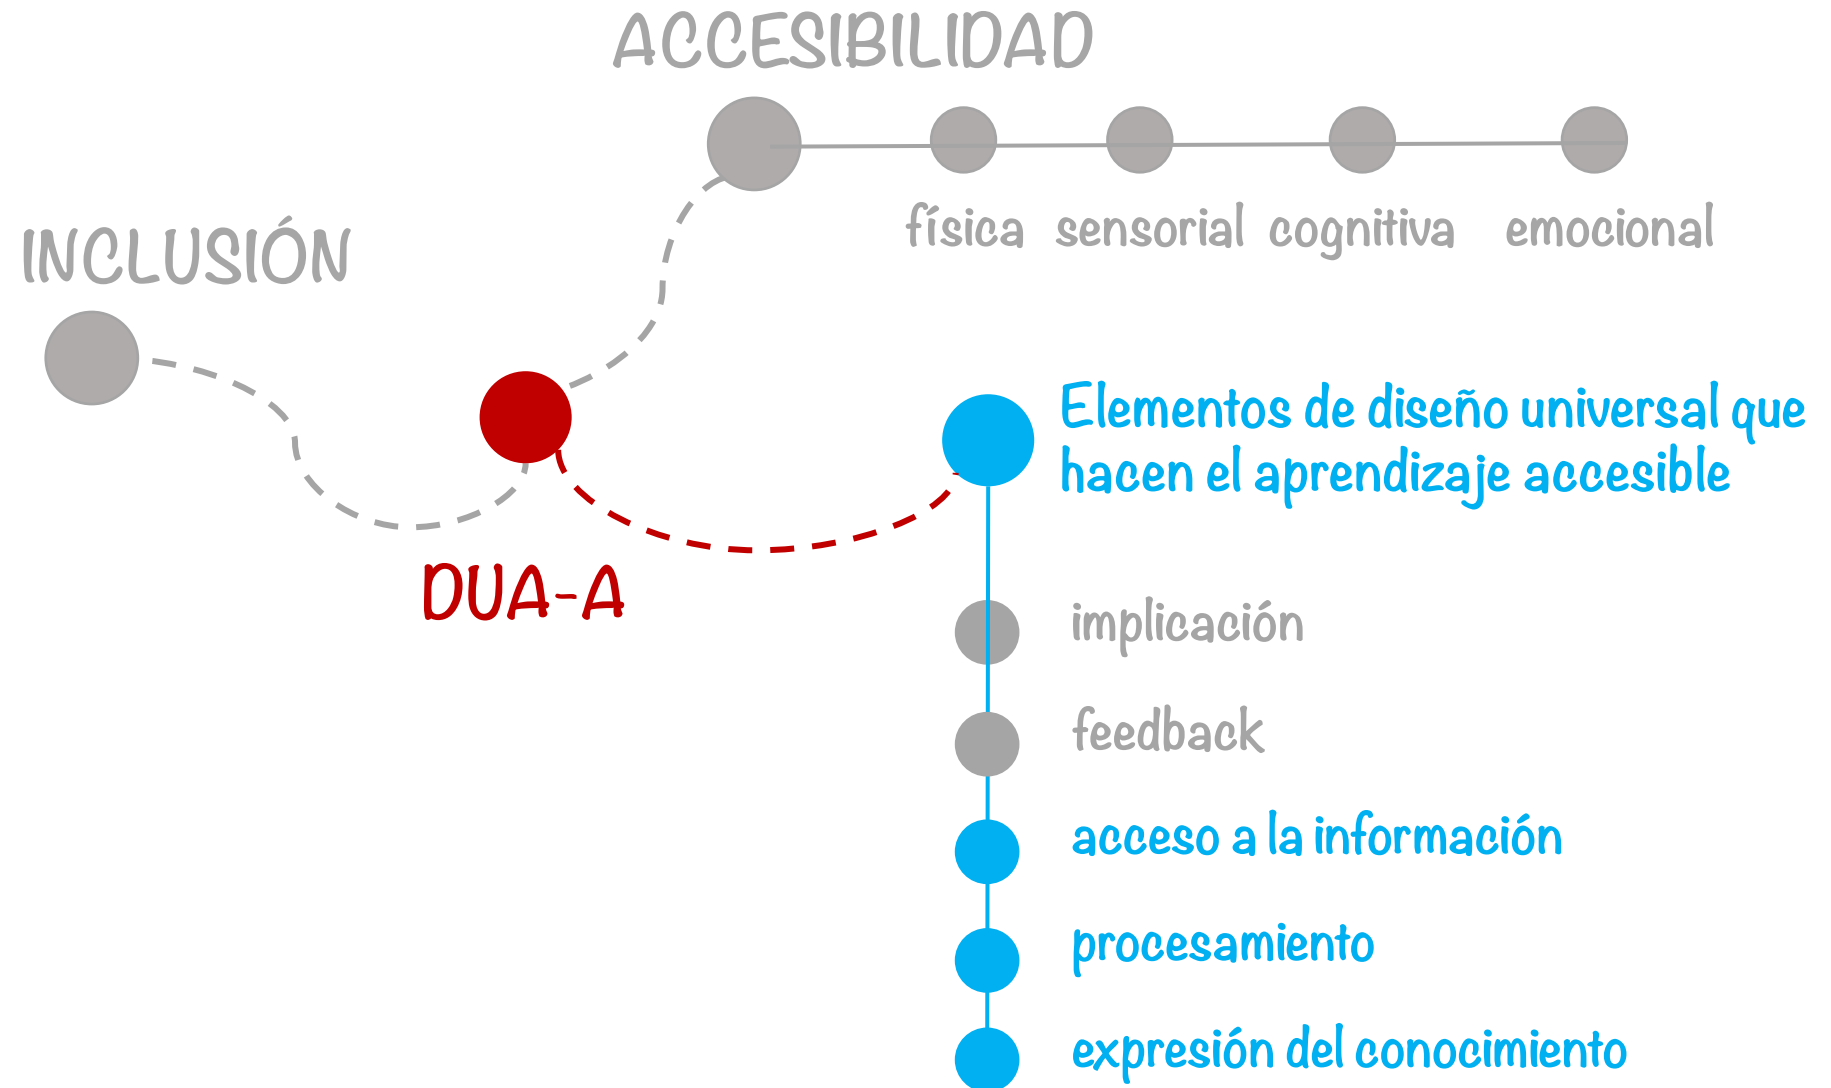 ACCESIBILIDAD
física sensorial cognitiva emocional
INCLUSIÓN
Elementos de diseño universal que
hacen el aprendizaje accesible
DUA-A
implicación
feedback
acceso a la información
procesamiento
expresión del conocimiento